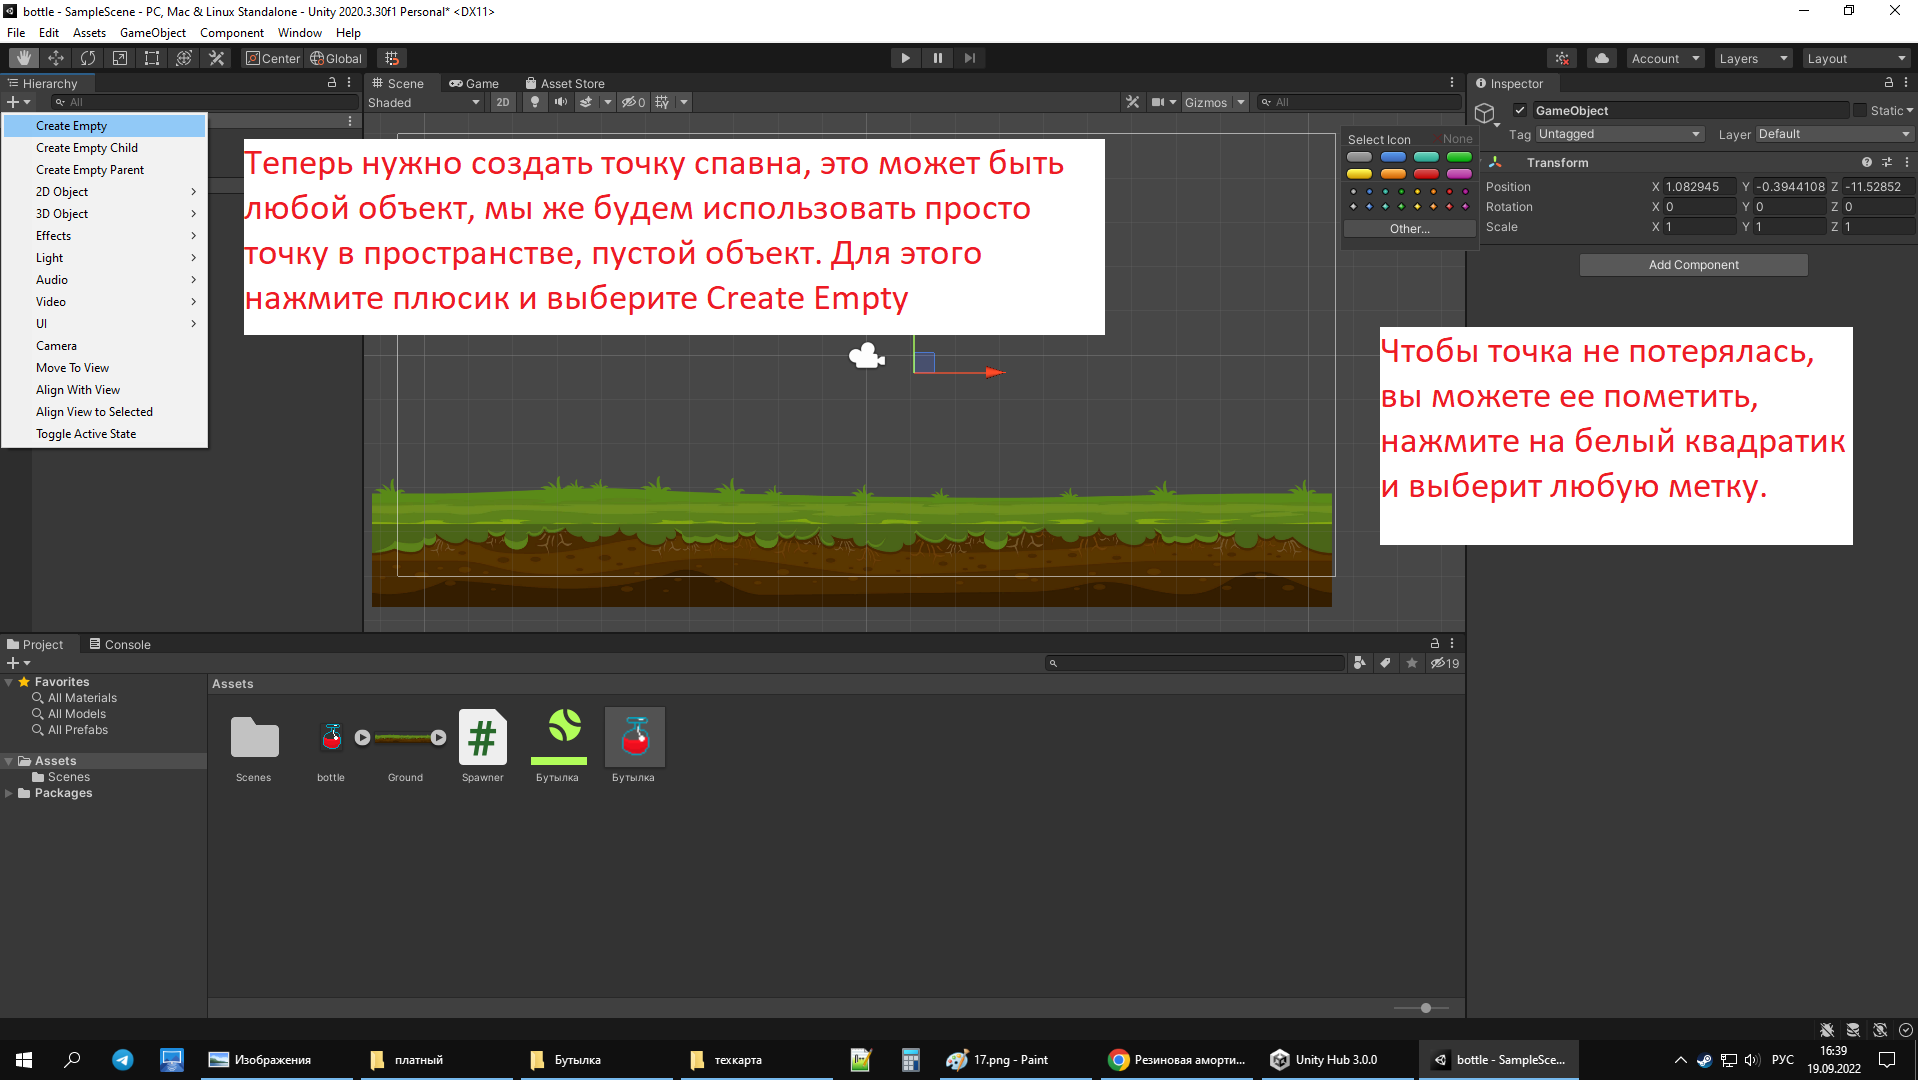 bottle - SampleScene - PC, Mac & Linux Standalone - Unity 2020.3.30f1 Personal* <DX11>
File Edit Assets GameObject Component Window Help
Center Global Account Layers Layout
Hierarchy
All
Create Empty
Create Empty Child
Create Empty Parent
2D Object
3D Object
Effects
Light
Audio
Video
UI
Camera
Move To View
Align With View
Align View to Selected
Toggle Active State
Scene Game Asset Store
Shaded 2D 0 Gizmos All
Теперь нужно создать точку спавна, это может быть
любой объект, мы же будем использовать просто
точку в пространстве, пустой объект. Для этого
нажмите плюсик и выберите Create Empty
Select Icon None
Other...
Inspector
GameObject Static
Tag Untagged Layer Default
Transform
Position X 1.082945 Y -0.3944108 Z -11.52852
Rotation X 0 Y 0 Z 0
Scale X 1 Y 1 Z 1
Add Component
Чтобы точка не потерялась,
вы можете ее пометить,
нажмите на белый квадратик
и выберит любую метку.
Project Console
19
Favorites
All Materials
All Models
All Prefabs
Assets
Scenes
Packages
Assets
Scenes bottle Ground Spawner Бутылка Бутылка
Изображения платный Бутылка техкарта 17.png - Paint Резиновая аморти... Unity Hub 3.0.0 bottle - SampleSce... РУС
16:39
19.09.2022